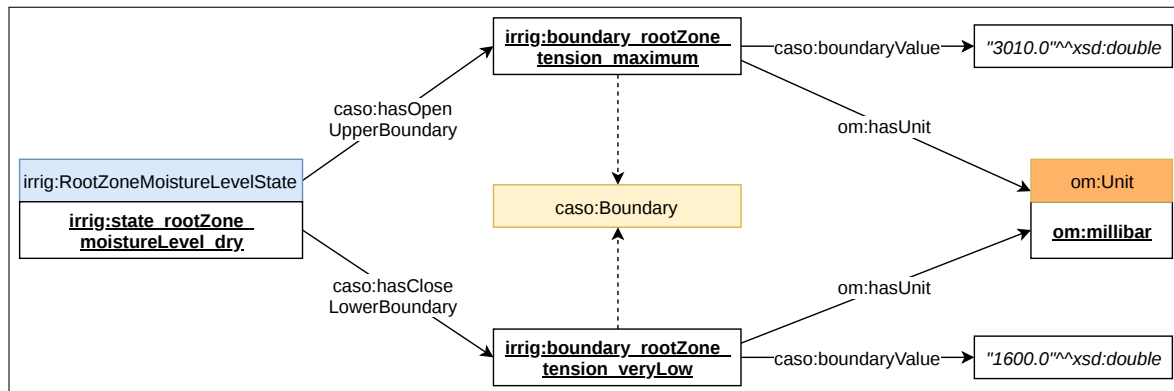 irrig:boundary_rootZone_
tension_maximum
caso:boundaryValue
"3010.0"^^xsd:double
caso:hasOpen
UpperBoundary
om:hasUnit
irrig:RootZoneMoistureLevelState
irrig:state_rootZone_
moistureLevel_dry
caso:Boundary
om:Unit
om:millibar
caso:hasClose
LowerBoundary
om:hasUnit
irrig:boundary_rootZone_
tension_veryLow
caso:boundaryValue
"1600.0"^^xsd:double